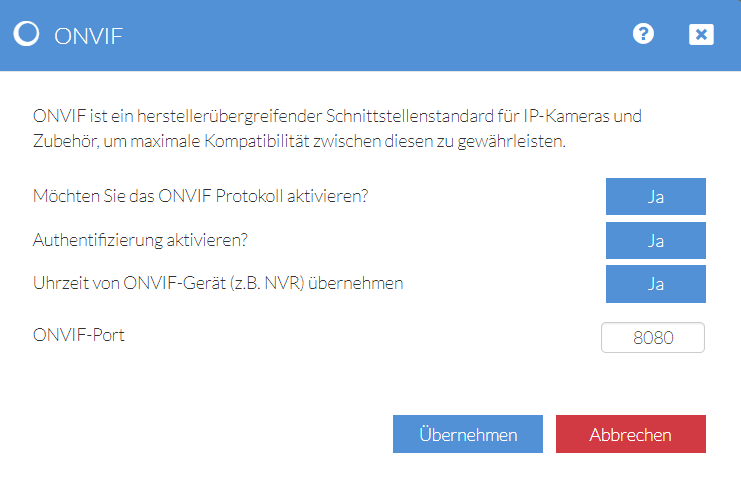 ONVIF
ONVIF ist ein herstellerübergreifender Schnittstellenstandard für IP-Kameras und
Zubehör, um maximale Kompatibilität zwischen diesen zu gewährleisten.
Möchten Sie das ONVIF Protokoll aktivieren? Ja
Authentifizierung aktivieren? Ja
Uhrzeit von ONVIF-Gerät (z.B. NVR) übernehmen Ja
ONVIF-Port 8080
Übernehmen Abbrechen